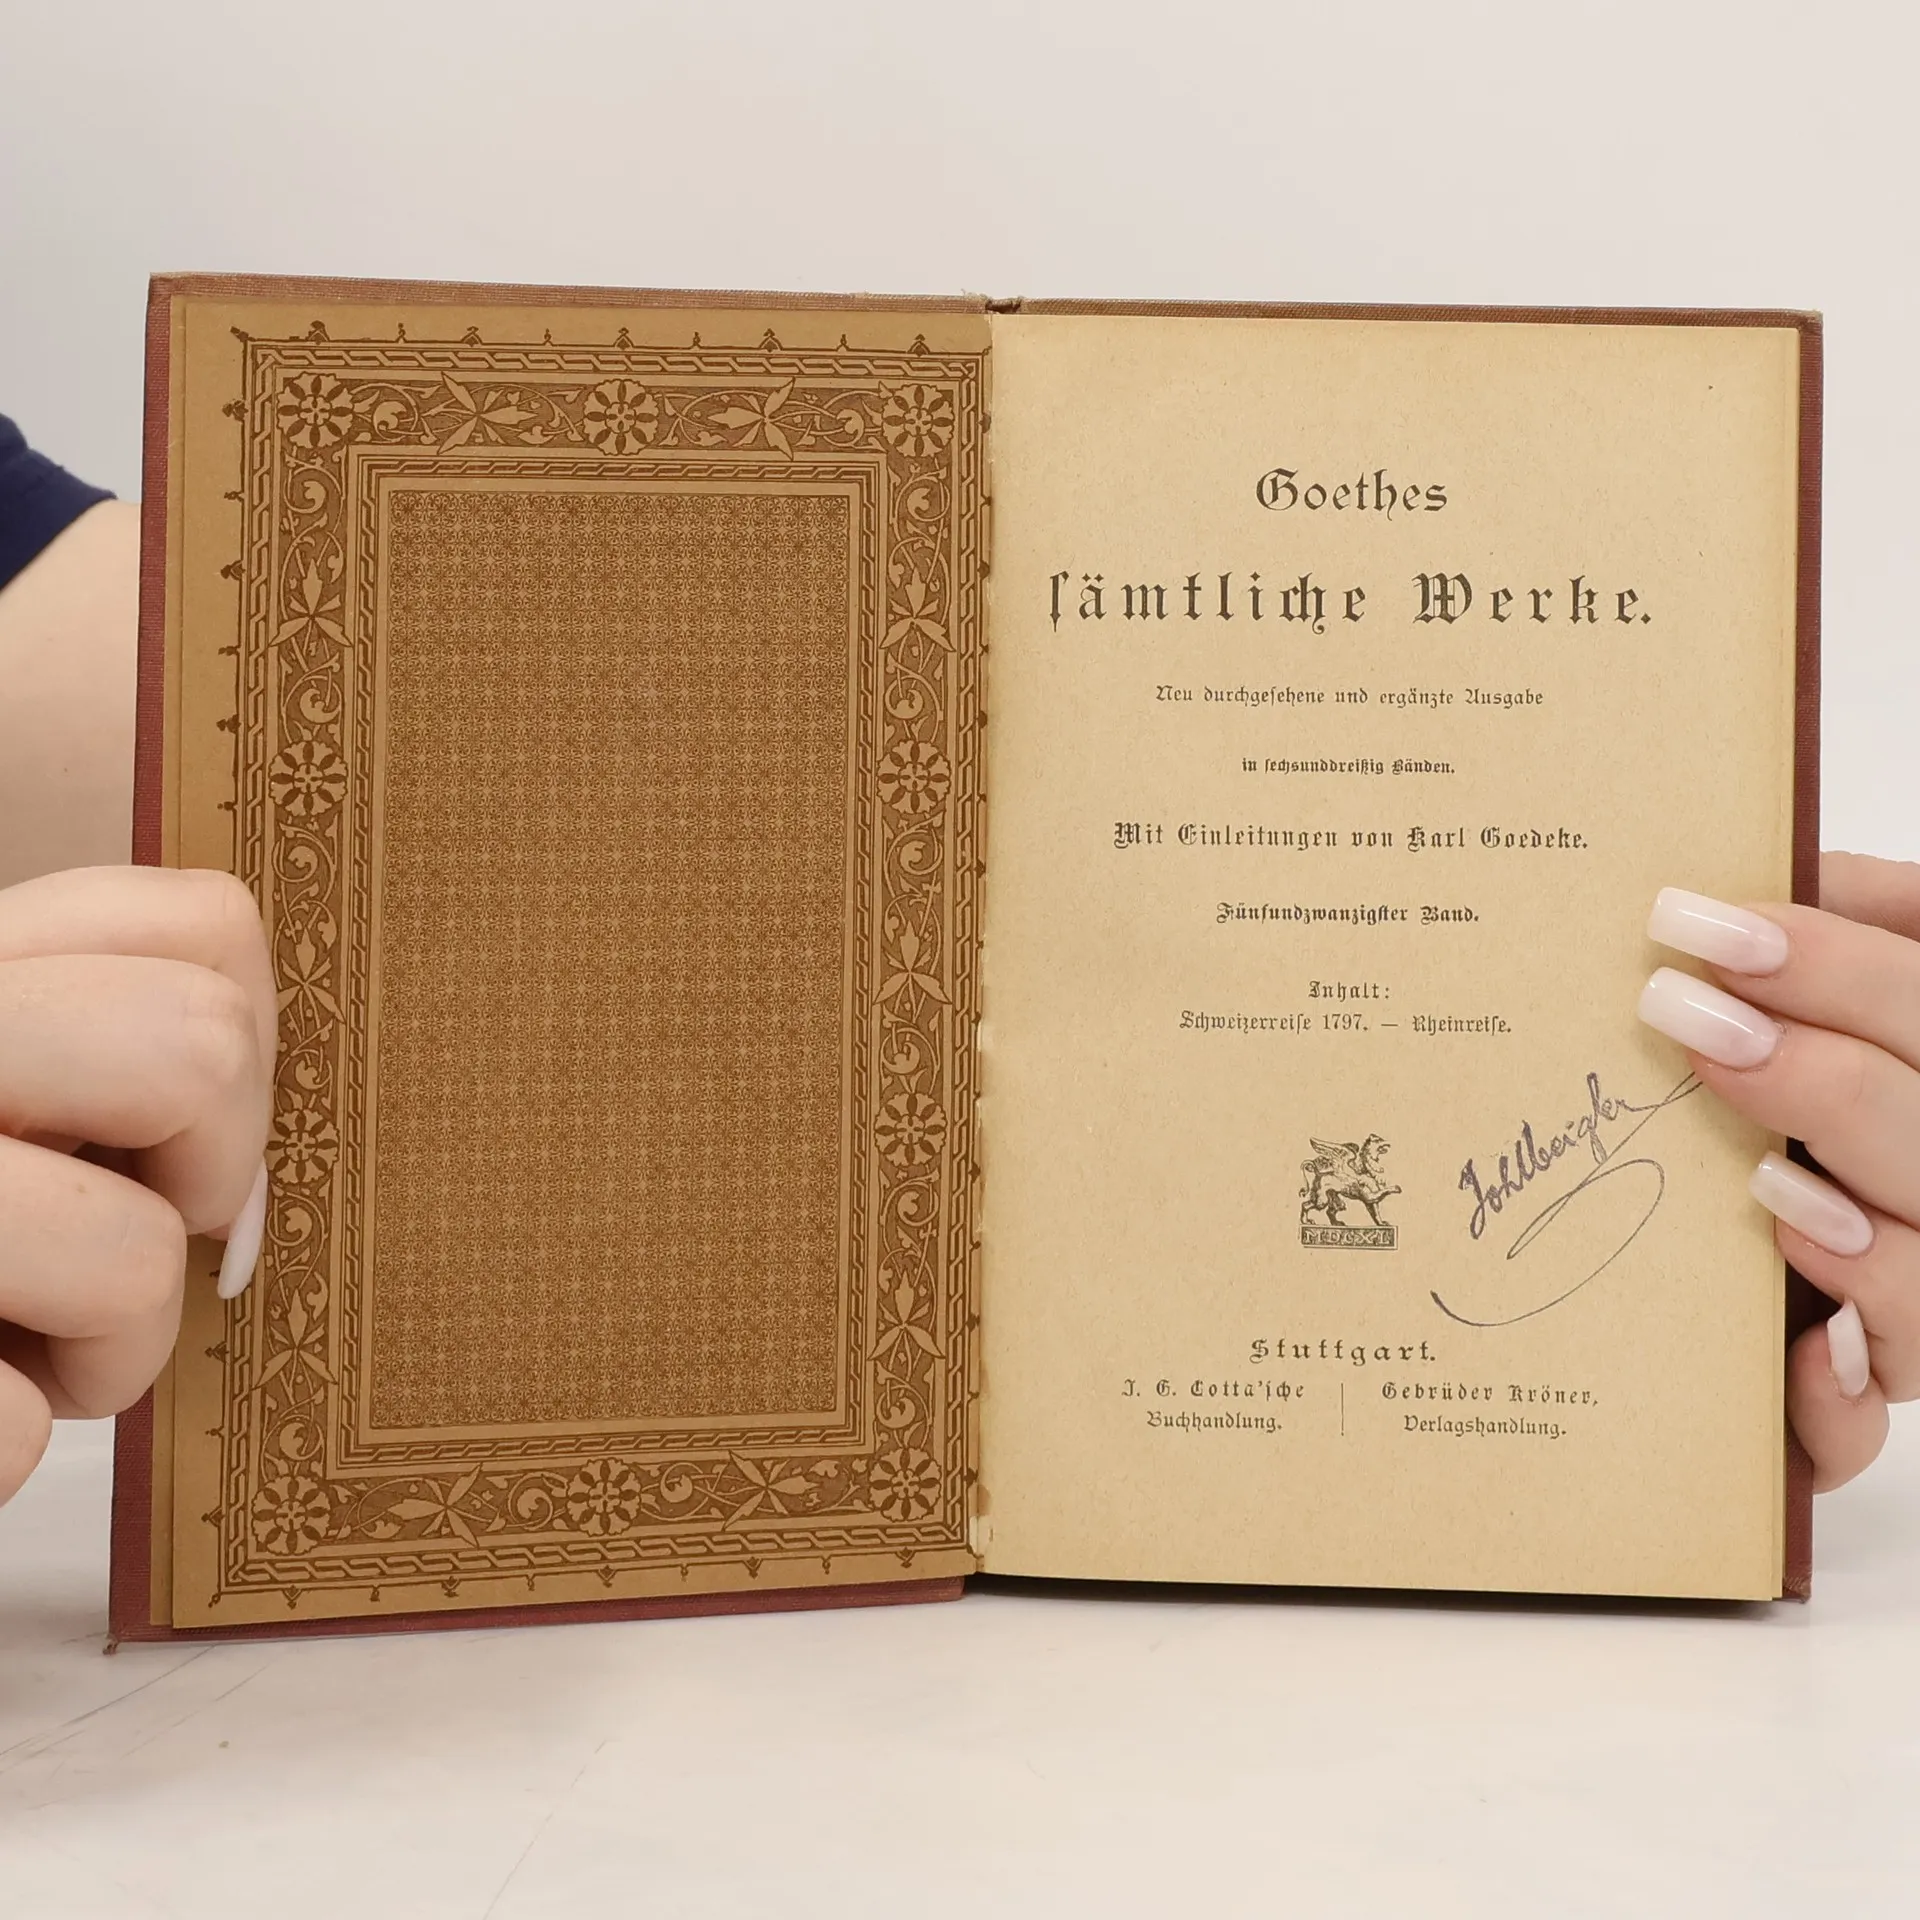 Goethes
ſämtliche Werke.
Neu durchgeſehene und ergänzte Ausgabe
in ſechsunddreißig Bänden.
Mit Einleitungen von Karl Goedeke.
Fünfundzwanzigſter Band.
Inhalt:
Schweizerreiſe 1797. — Rheinreiſe.
Stuttgart.
J. G. Cotta'ſche
Buchhandlung.
Gebrüder Kröner,
Verlagshandlung.